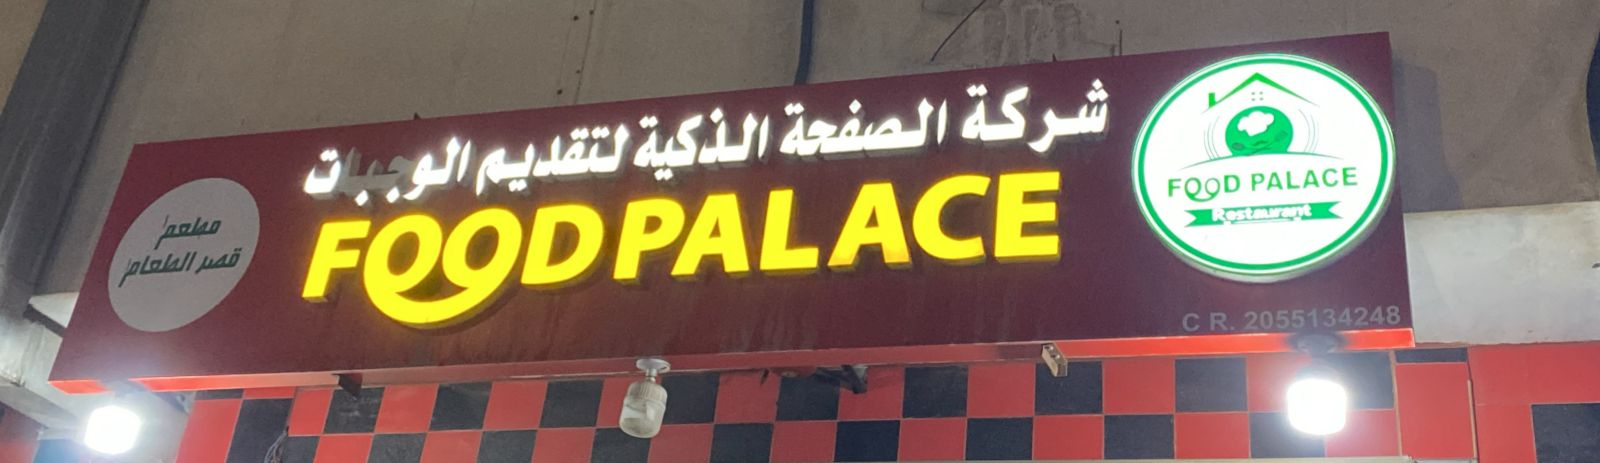 شركة الصفحة الذكية لتقديم الوجبات
FOOD PALACE
مطعم
قصر الطعام
FOOD PALACE
Restaurant
C R. 2055134248